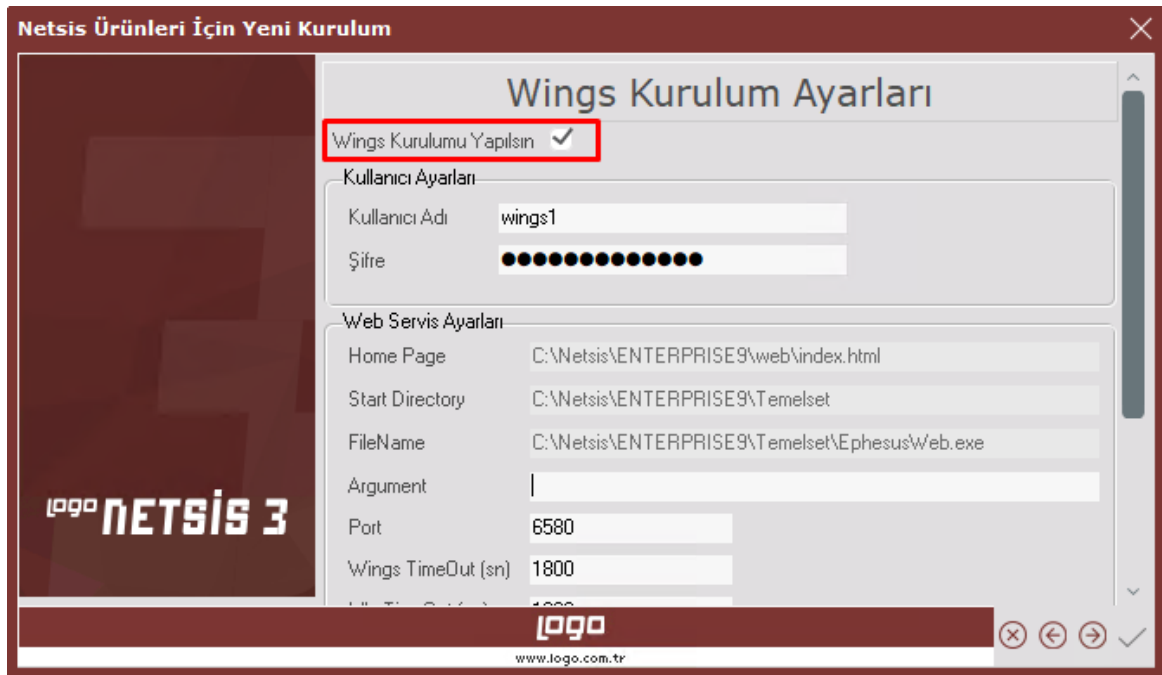 Netsis Ürünleri İçin Yeni Kurulum
Wings Kurulum Ayarları
Wings Kurulumu Yapılsın
Kullanıcı Ayarları
Kullanıcı Adı wings1
Şifre ●●●●●●●●●●●●●
Web Servis Ayarları
Home Page C:\Netsis\ENTERPRISE9\web\index.html
Start Directory C:\Netsis\ENTERPRISE9\Temelset
FileName C:\Netsis\ENTERPRISE9\Temelset\EphesusWeb.exe
Argument
Port 6580
Wings TimeOut (sn) 1800
LOGO NETSİS 3
LOGO
www.logo.com.tr